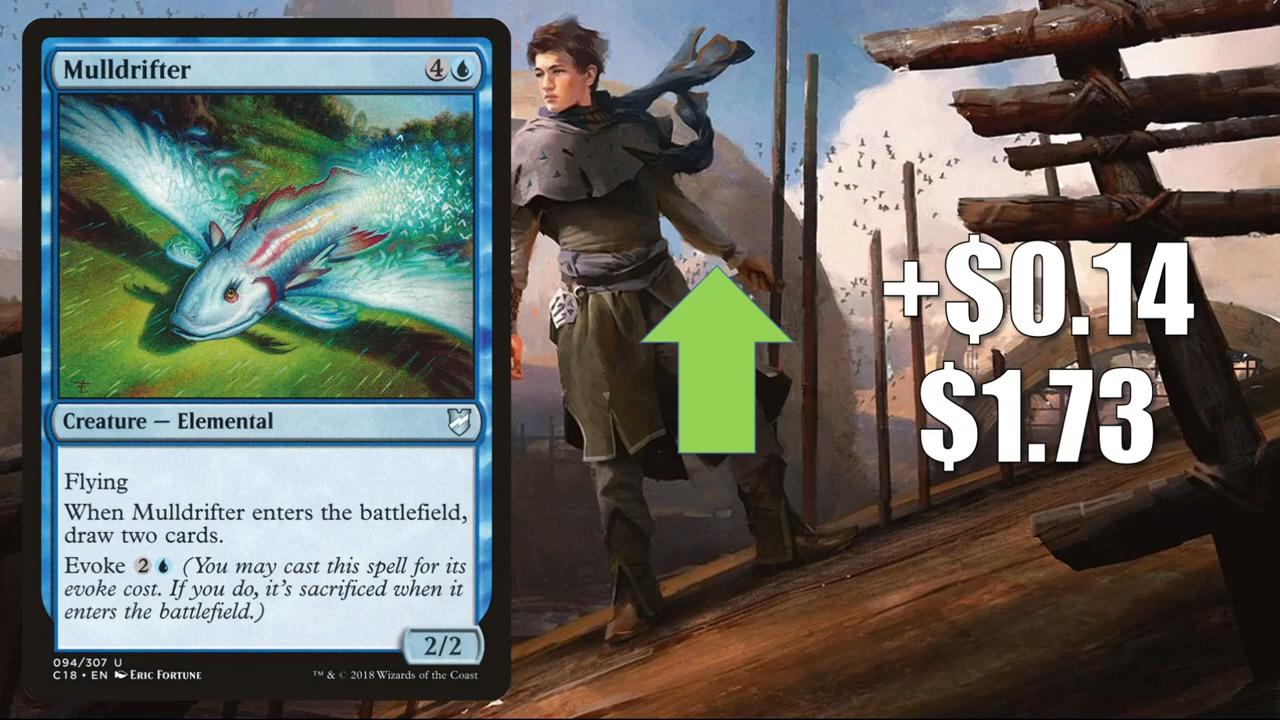 Mulldrifter 4
Creature — Elemental
Flying
When Mulldrifter enters the battlefield,
draw two cards.
Evoke 2 (You may cast this spell for its
evoke cost. If you do, it's sacrificed when it
enters the battlefield.)
2/2
094/307 U
C18 • EN Eric Fortune
™ & © 2018 Wizards of the Coast
+$0.14
$1.73